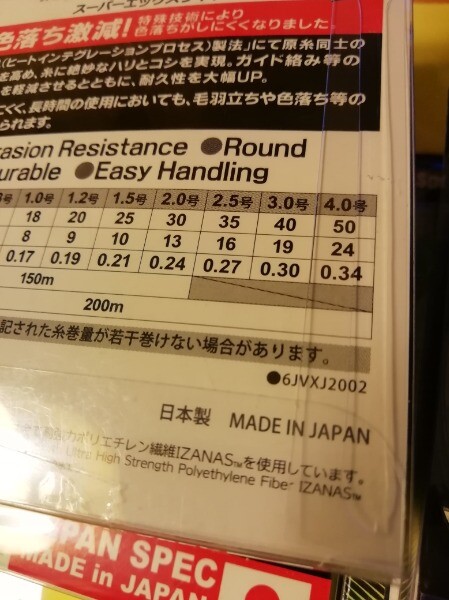 スーパーエックスワイヤ
色落ち激減! 特殊技術により
色落ちがしにくくなりました。
(ヒートインテグレーションプロセス)製法にて原糸同士の
を高め、糸に絶妙なハリとコシを実現。ガイド絡み等の
を軽減させるとともに、耐久性を大幅UP。
にくく、長時間の使用においても、毛羽立ちや色落ち等の
られます。
rasion Resistance ●Round
urable ●Easy Handling
号 1.0号 1.2号 1.5号 2.0号 2.5号 3.0号 4.0号
18 20 25 30 35 40 50
8 9 10 13 16 19 24
0.17 0.19 0.21 0.24 0.27 0.30 0.34
150m
200m
記された糸巻量が若干巻けない場合があります。
●6JVXJ2002
日本製 MADE IN JAPAN
強力ポリエチレン繊維IZANAS™を使用しています。
Ultra High Strength Polyethylene Fiber IZANAS™
PAN SPEC
MADE in JAPAN